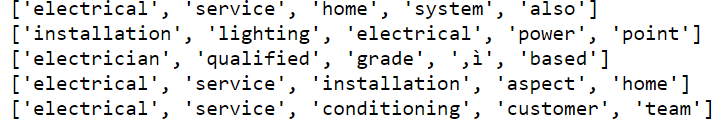 ['electrical', 'service', 'home', 'system', 'also']
['installation', 'lighting', 'electrical', 'power', 'point']
['electrician', 'qualified', 'grade', ',ì', 'based']
['electrical', 'service', 'installation', 'aspect', 'home']
['electrical', 'service', 'conditioning', 'customer', 'team']